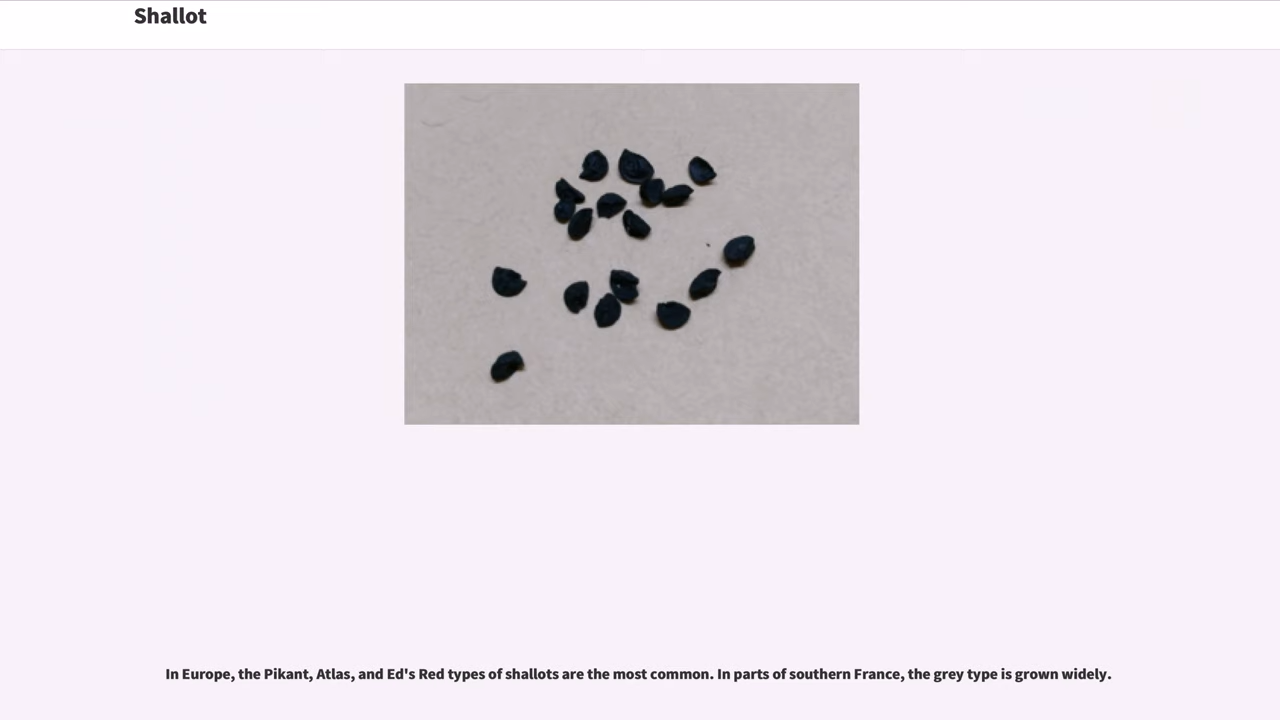 Shallot
In Europe, the Pikant, Atlas, and Ed's Red types of shallots are the most common. In parts of southern France, the grey type is grown widely.